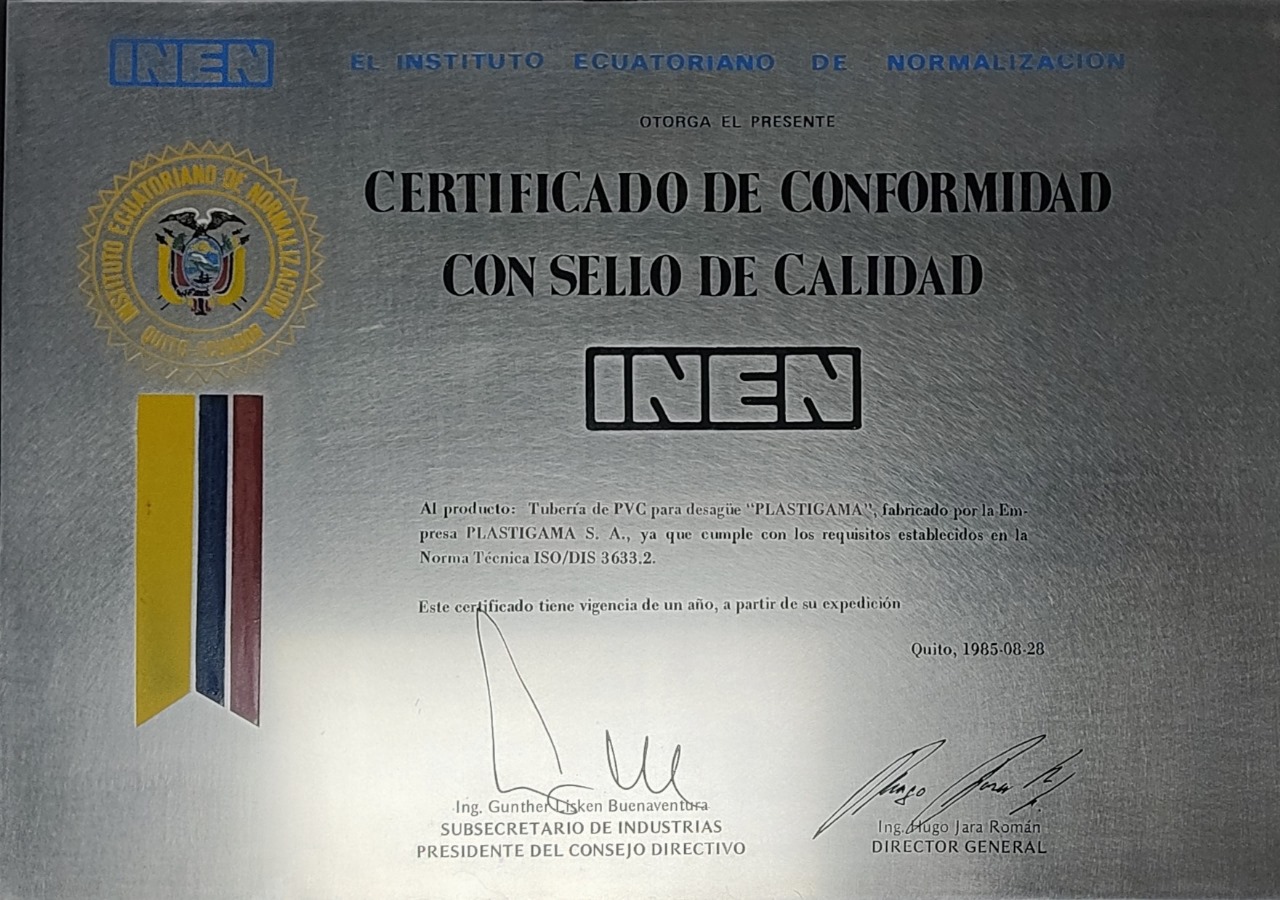 INEN
EL INSTITUTO ECUATORIANO DE NORMALIZACION
OTORGA EL PRESENTE
CERTIFICADO DE CONFORMIDAD
CON SELLO DE CALIDAD
INEN
INSTITUTO ECUATORIANO DE NORMALIZACION
QUITO - ECUADOR
Al producto: Tubería de PVC para desagüe "PLASTIGAMA", fabricado por la Em-
presa PLASTIGAMA S. A., ya que cumple con los requisitos establecidos en la
Norma Técnica ISO/DIS 3633.2.
Este certificado tiene vigencia de un año, a partir de su expedición
Quito, 1985-08-28
Ing. Gunther Lisken Buenaventura
SUBSECRETARIO DE INDUSTRIAS
PRESIDENTE DEL CONSEJO DIRECTIVO
Hugo Jara R.
Ing. Hugo Jara Román
DIRECTOR GENERAL